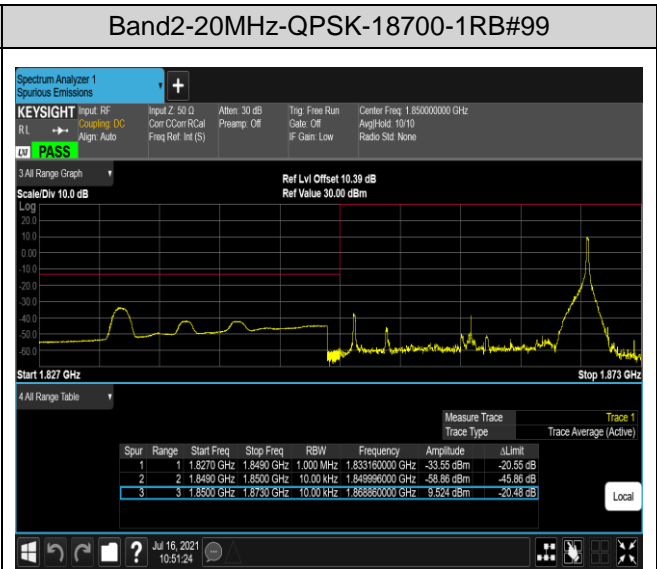 Band2-20MHz-QPSK-18700-1RB#99
Spectrum Analyzer 1
Spurious Emissions
+
KEYSIGHT Input: RF Input Z: 50 Ω Atten: 30 dB Trig: Free Run Center Freq: 1.850000000 GHz
RL Coupling: DC Corr CCorr RCal Preamp: Off Gate: Off Avg|Hold: 10/10
Align: Auto Freq Ref: Int (S) IF Gain: Low Radio Std: None
LXI PASS
3 All Range Graph
Ref Lvl Offset 10.39 dB
Scale/Div 10.0 dB Ref Value 30.00 dBm
Log
20.0
10.0
0.00
-10.0
-20.0
-30.0
-40.0
-50.0
-60.0
Start 1.827 GHz Stop 1.873 GHz
4 All Range Table
Measure Trace Trace 1
Trace Type Trace Average (Active)
Spur Range Start Freq Stop Freq RBW Frequency Amplitude ΔLimit
1 1 1.8270 GHz 1.8490 GHz 1.000 MHz 1.833160000 GHz -33.55 dBm -20.55 dB
2 2 1.8490 GHz 1.8500 GHz 10.00 kHz 1.849996000 GHz -58.86 dBm -45.86 dB
3 3 1.8500 GHz 1.8730 GHz 10.00 kHz 1.868860000 GHz 9.524 dBm -20.48 dB
Local
? Jul 16, 2021
10:51:24